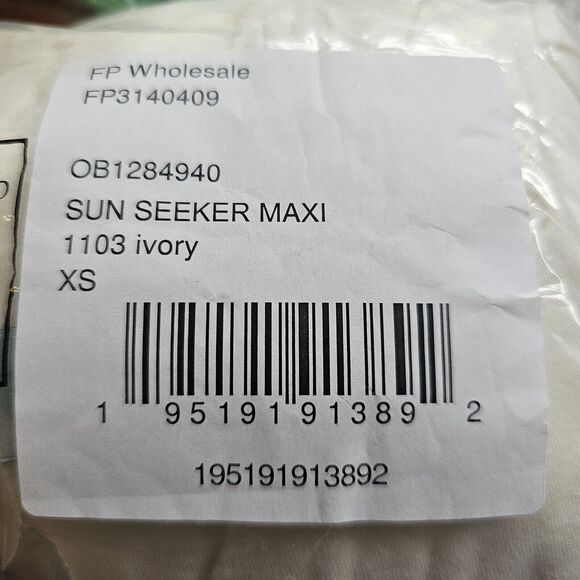 FP Wholesale
FP3140409
OB1284940
SUN SEEKER MAXI
1103 ivory
XS
1 95191 91389 2
195191913892